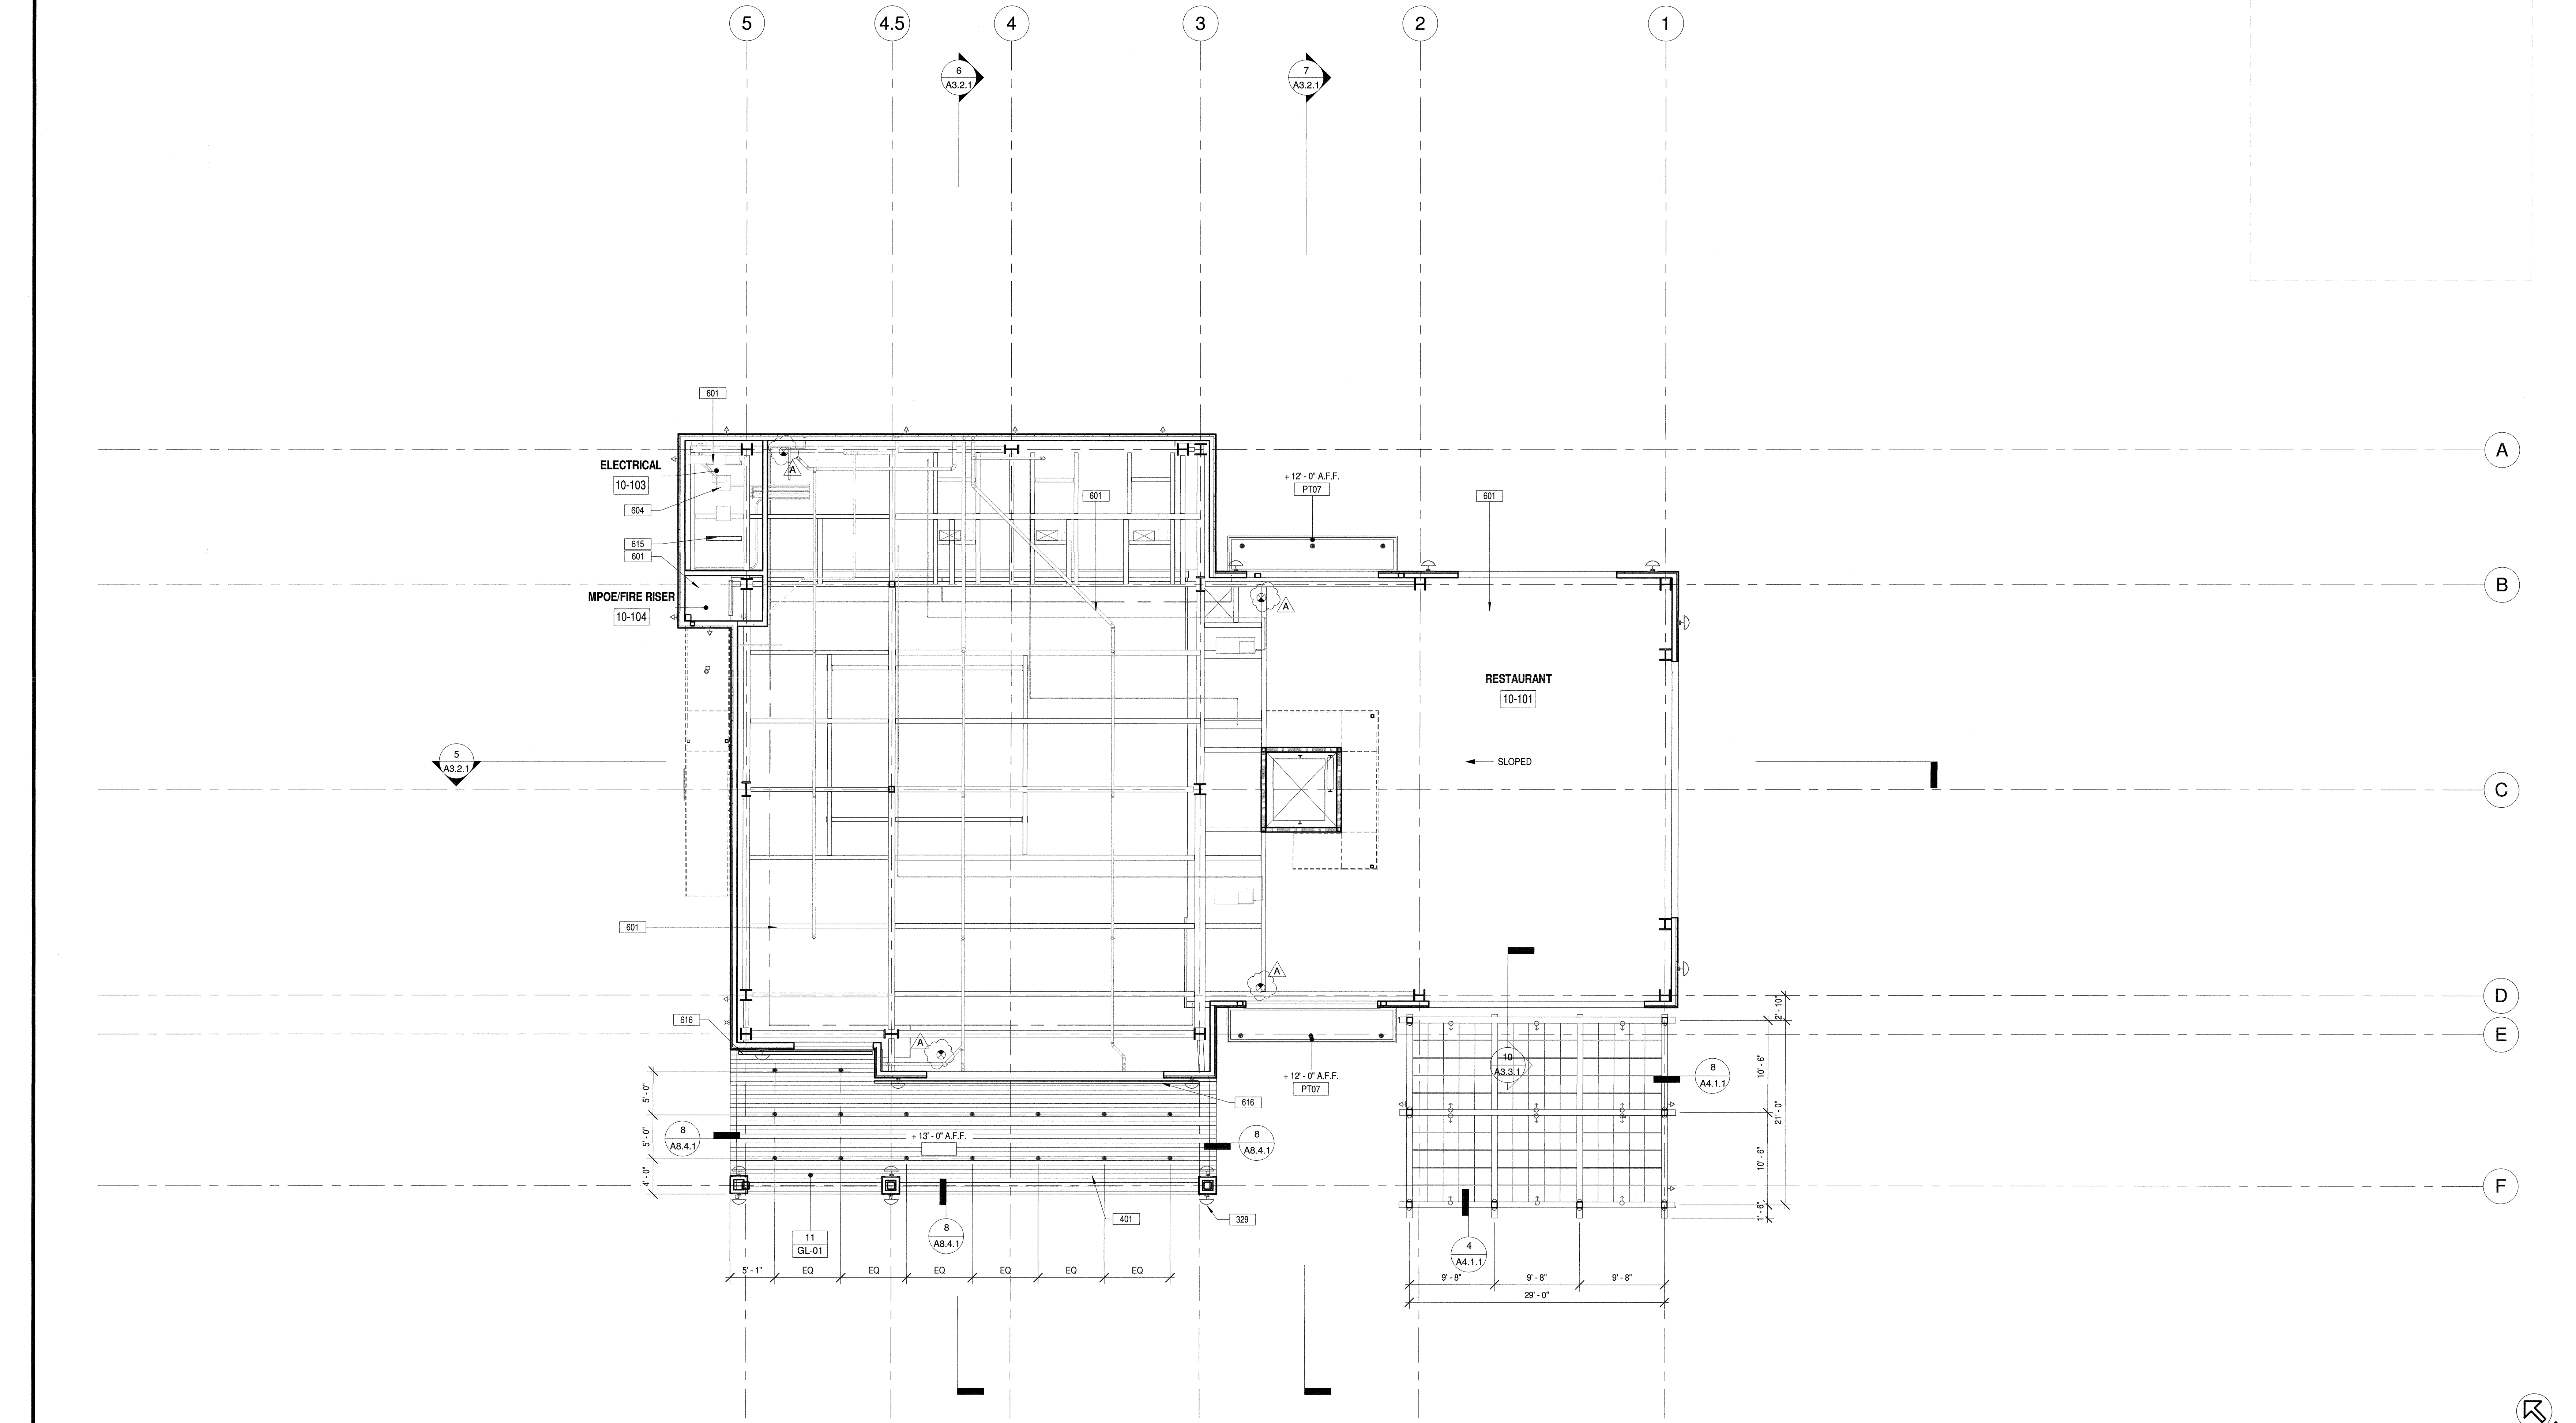 5
4.5
4
3
2
1
6
A3.2.1
7
A3.2.1
601
A
ELECTRICAL
10-103
A
+ 12' - 0" A.F.F.
PT07
601
601
604
615
601
B
MPOE/FIRE RISER
10-104
A
RESTAURANT
10-101
5
A3.2.1
SLOPED
C
601
A
D
2' - 10"
616
E
A
10
A3.3.1
10' - 6"
8
A4.1.1
+ 12' - 0" A.F.F.
PT07
5' - 0"
616
21' - 0"
8
A8.4.1
5' - 0"
+ 13' - 0" A.F.F.
8
A8.4.1
10' - 6"
4' - 0"
F
401
329
1' - 6"
11
GL-01
8
A8.4.1
4
A4.1.1
5' - 1"
EQ
EQ
EQ
EQ
EQ
EQ
9' - 8"
9' - 8"
9' - 8"
29' - 0"